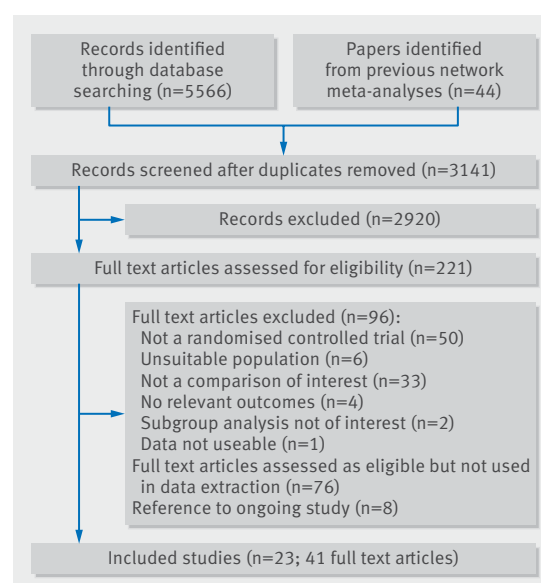 Records identified
through database
searching (n=5566)
Papers identified
from previous network
meta-analyses (n=44)
Records screened after duplicates removed (n=3141)
Records excluded (n=2920)
Full text articles assessed for eligibility (n=221)
Full text articles excluded (n=96):
Not a randomised controlled trial (n=50)
Unsuitable population (n=6)
Not a comparison of interest (n=33)
No relevant outcomes (n=4)
Subgroup analysis not of interest (n=2)
Data not useable (n=1)
Full text articles assessed as eligible but not used
in data extraction (n=76)
Reference to ongoing study (n=8)
Included studies (n=23; 41 full text articles)